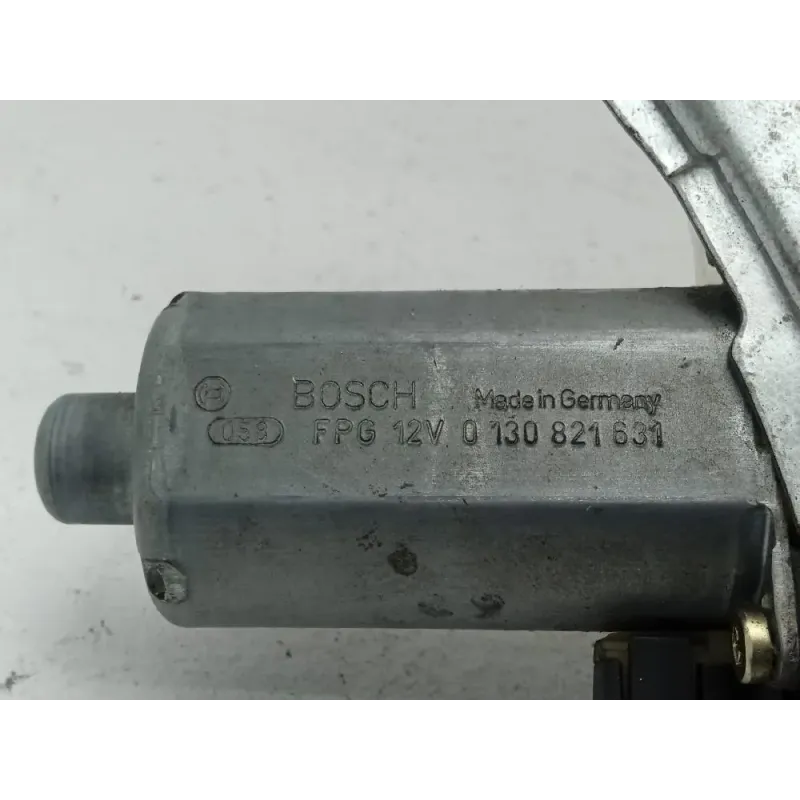 BOSCH Made in Germany
059 FPG 12V 0 130 821 631